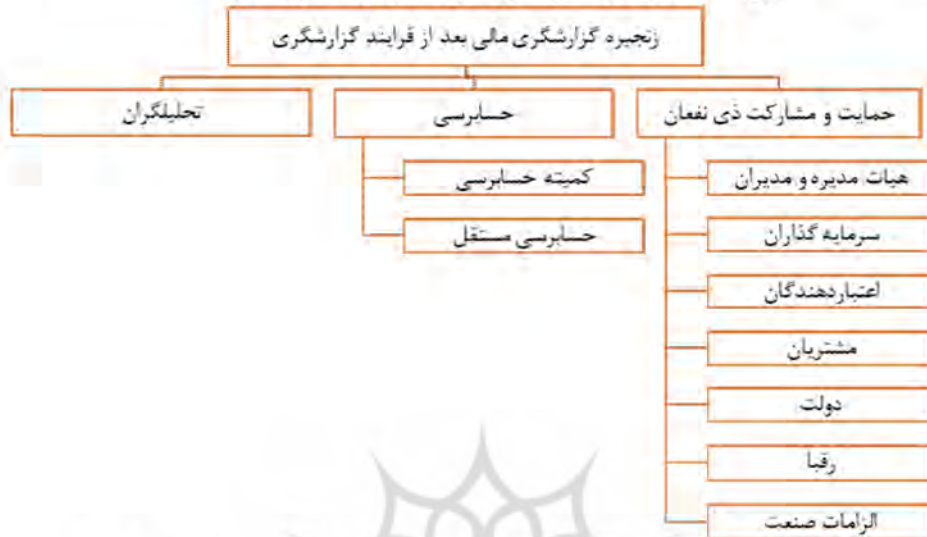 زنجیره گزارشگری مالی بعد از فرایند گزارشگری
حمایت و مشارکت ذی نفعان
حسابرسی
تحلیلگران
هیات مدیره و مدیران
سرمایه گذاران
اعتباردهندگان
مشتریان
دولت
رقبا
الزامات صنعت
کمیته حسابرسی
حسابرسی مستقل